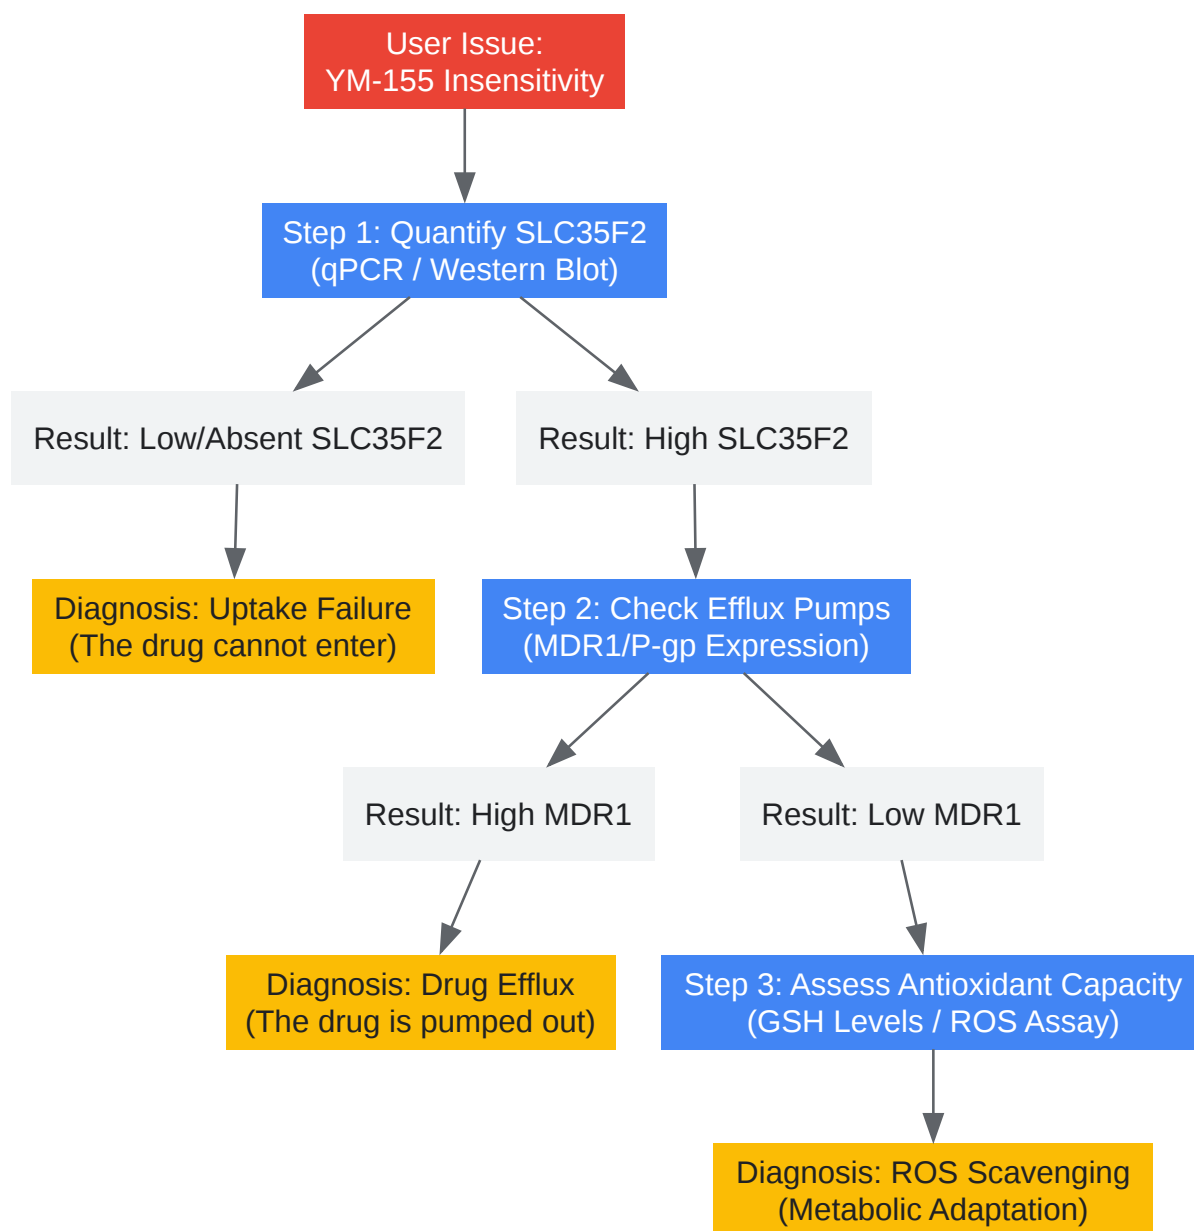 User Issue:
YM-155 Insensitivity
Step 1: Quantify SLC35F2
(qPCR / Western Blot)
Result: Low/Absent SLC35F2
Result: High SLC35F2
Diagnosis: Uptake Failure
(The drug cannot enter)
Step 2: Check Efflux Pumps
(MDR1/P-gp Expression)
Result: High MDR1
Result: Low MDR1
Diagnosis: Drug Efflux
(The drug is pumped out)
Step 3: Assess Antioxidant Capacity
(GSH Levels / ROS Assay)
Diagnosis: ROS Scavenging
(Metabolic Adaptation)